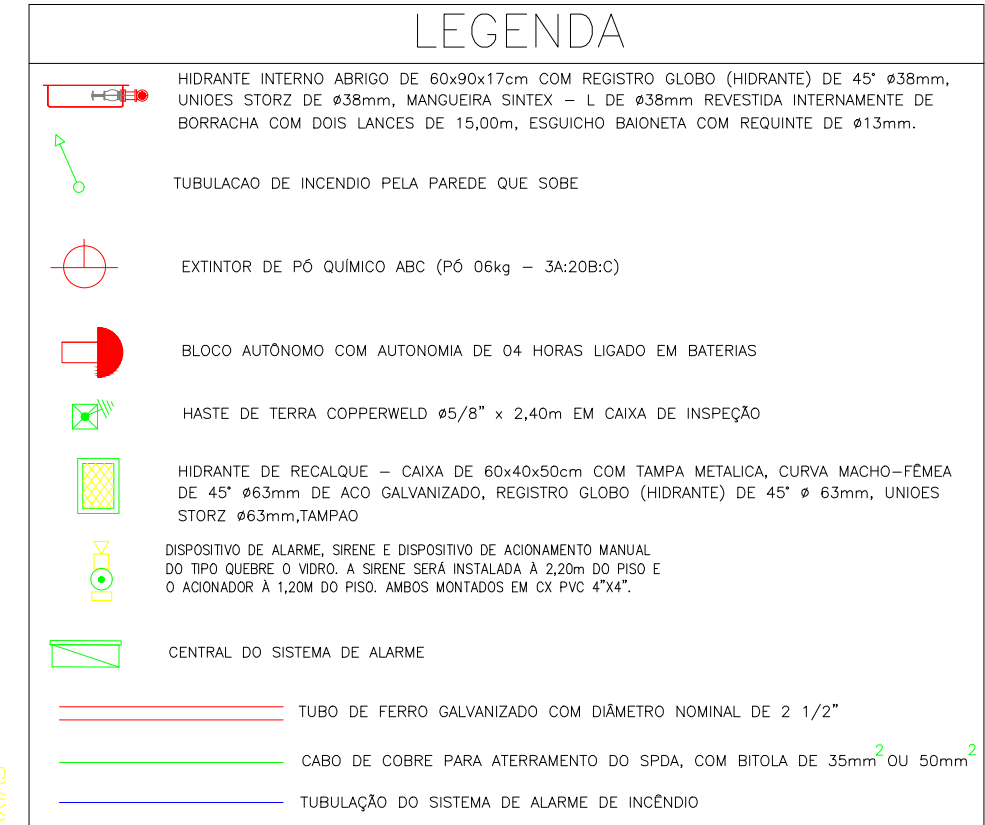 LEGENDA
HIDRANTE INTERNO ABRIGO DE 60x90x17cm COM REGISTRO GLOBO (HIDRANTE) DE 45° ø38mm,
UNIOES STORZ DE ø38mm, MANGUEIRA SINTEX – L DE ø38mm REVESTIDA INTERNAMENTE DE
BORRACHA COM DOIS LANCES DE 15,00m, ESGUICHO BAIONETA COM REQUINTE DE ø13mm.
TUBULACAO DE INCENDIO PELA PAREDE QUE SOBE
EXTINTOR DE PÓ QUÍMICO ABC (PÓ 06kg – 3A:20B:C)
BLOCO AUTÔNOMO COM AUTONOMIA DE 04 HORAS LIGADO EM BATERIAS
HASTE DE TERRA COPPERWELD ø5/8" x 2,40m EM CAIXA DE INSPEÇÃO
HIDRANTE DE RECALQUE – CAIXA DE 60x40x50cm COM TAMPA METALICA, CURVA MACHO–FÊMEA
DE 45° ø63mm DE ACO GALVANIZADO, REGISTRO GLOBO (HIDRANTE) DE 45° ø 63mm, UNIOES
STORZ ø63mm,TAMPAO
DISPOSITIVO DE ALARME, SIRENE E DISPOSITIVO DE ACIONAMENTO MANUAL
DO TIPO QUEBRE O VIDRO. A SIRENE SERÁ INSTALADA À 2,20m DO PISO E
O ACIONADOR À 1,20M DO PISO. AMBOS MONTADOS EM CX PVC 4"X4".
CENTRAL DO SISTEMA DE ALARME
TUBO DE FERRO GALVANIZADO COM DIÂMETRO NOMINAL DE 2 1/2"
CABO DE COBRE PARA ATERRAMENTO DO SPDA, COM BITOLA DE 35mm² OU 50mm²
TUBULAÇÃO DO SISTEMA DE ALARME DE INCÊNDIO